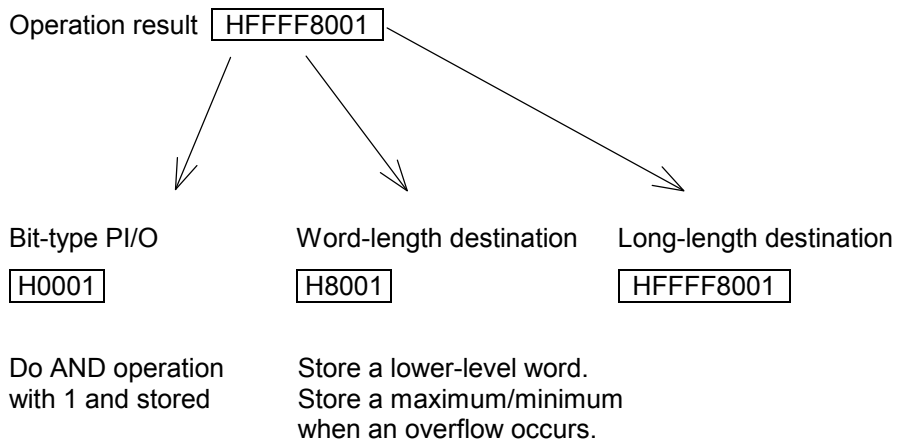 Operation result HFFFF8001
Bit-type PI/O Word-length destination Long-length destination
H0001 H8001 HFFFF8001
Do AND operation
with 1 and stored
Store a lower-level word.
Store a maximum/minimum
when an overflow occurs.